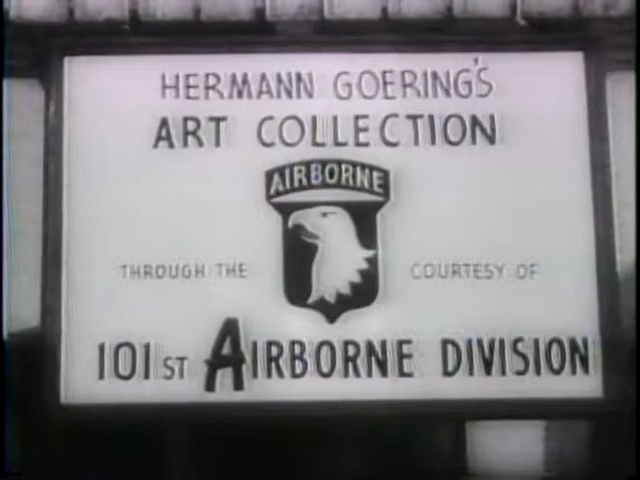 HERMANN GOERING'S
ART COLLECTION
AIRBORNE
THROUGH THE COURTESY OF
101ST AIRBORNE DIVISION